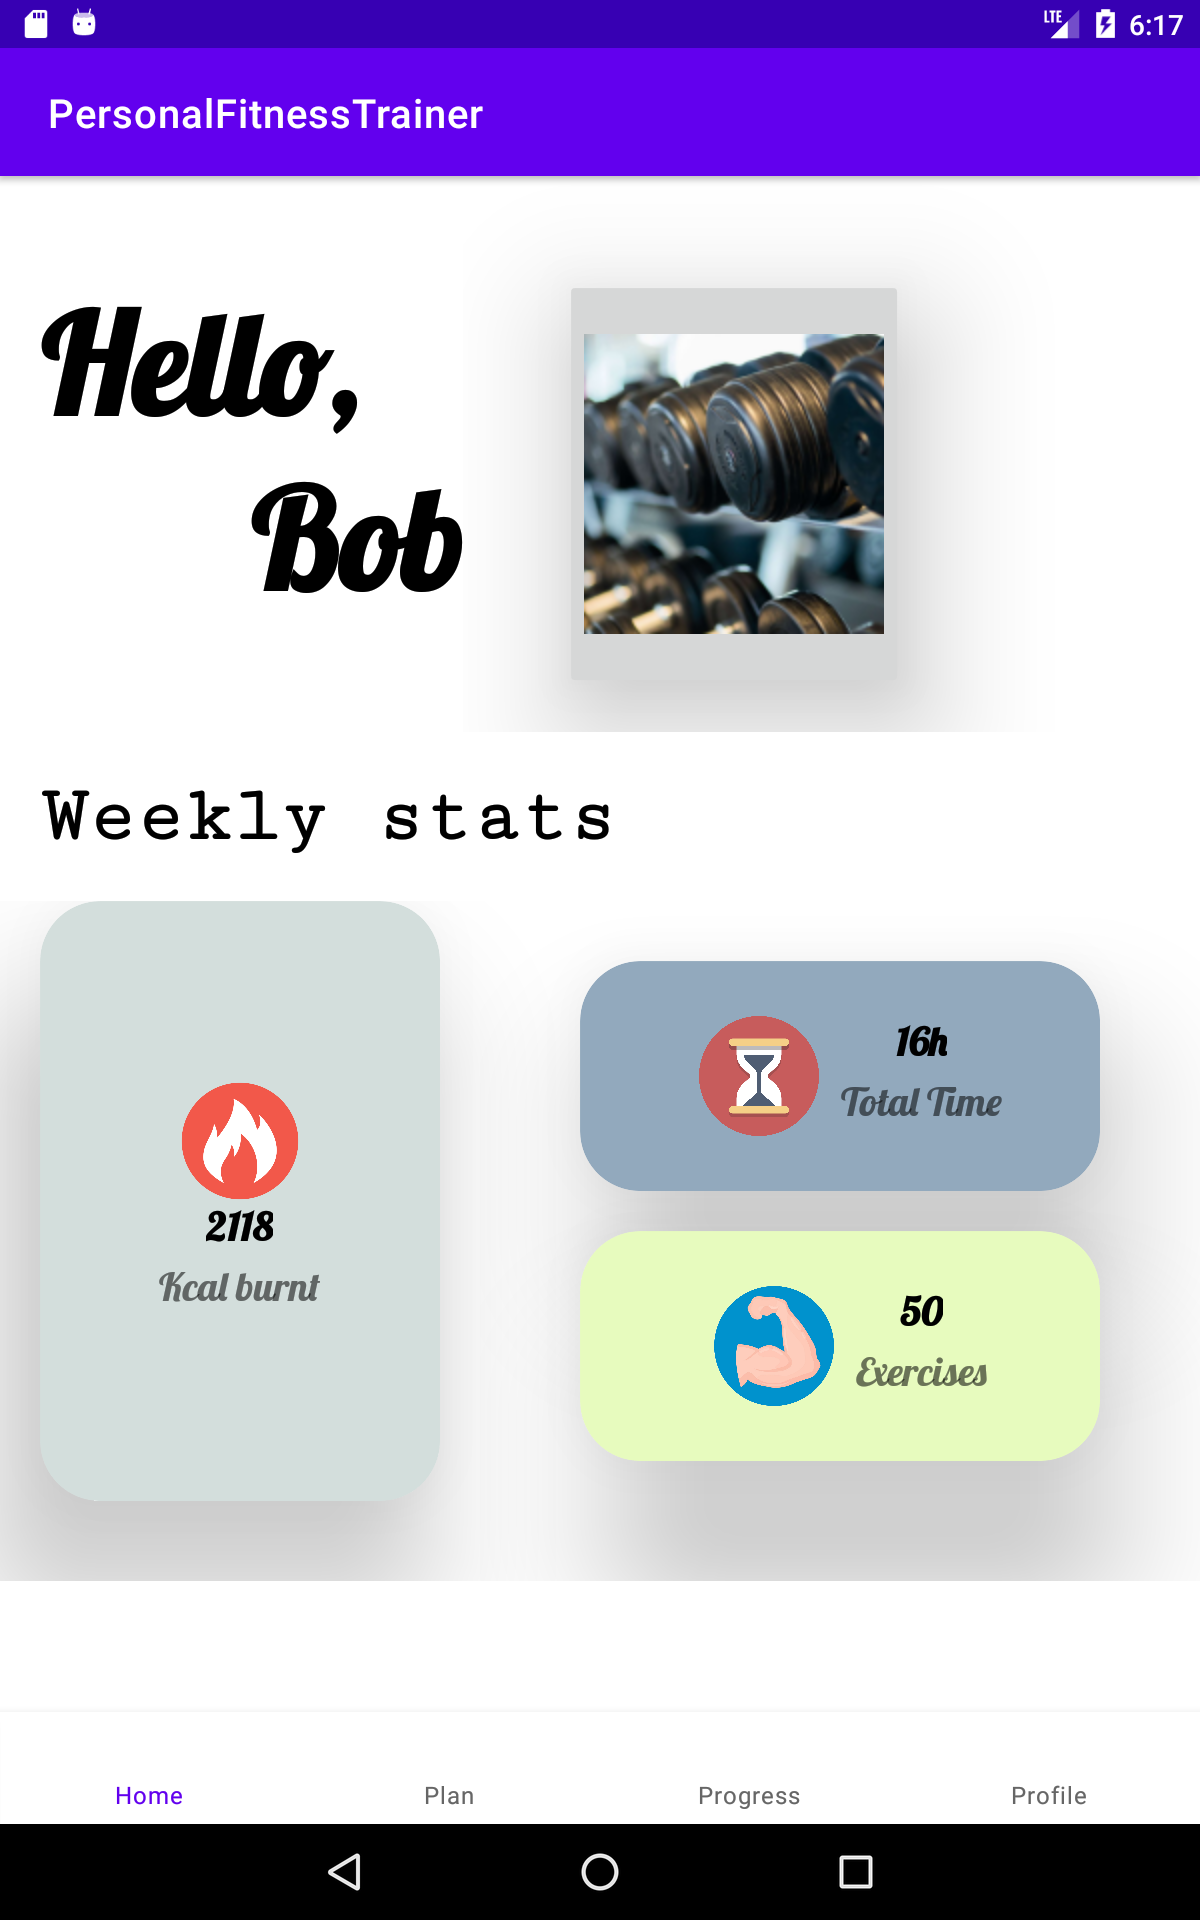 LTE 6:17
PersonalFitnessTrainer
Hello,
Bob
Weekly stats
2118
Kcal burnt
16h
Total Time
50
Exercises
Home Plan Progress Profile